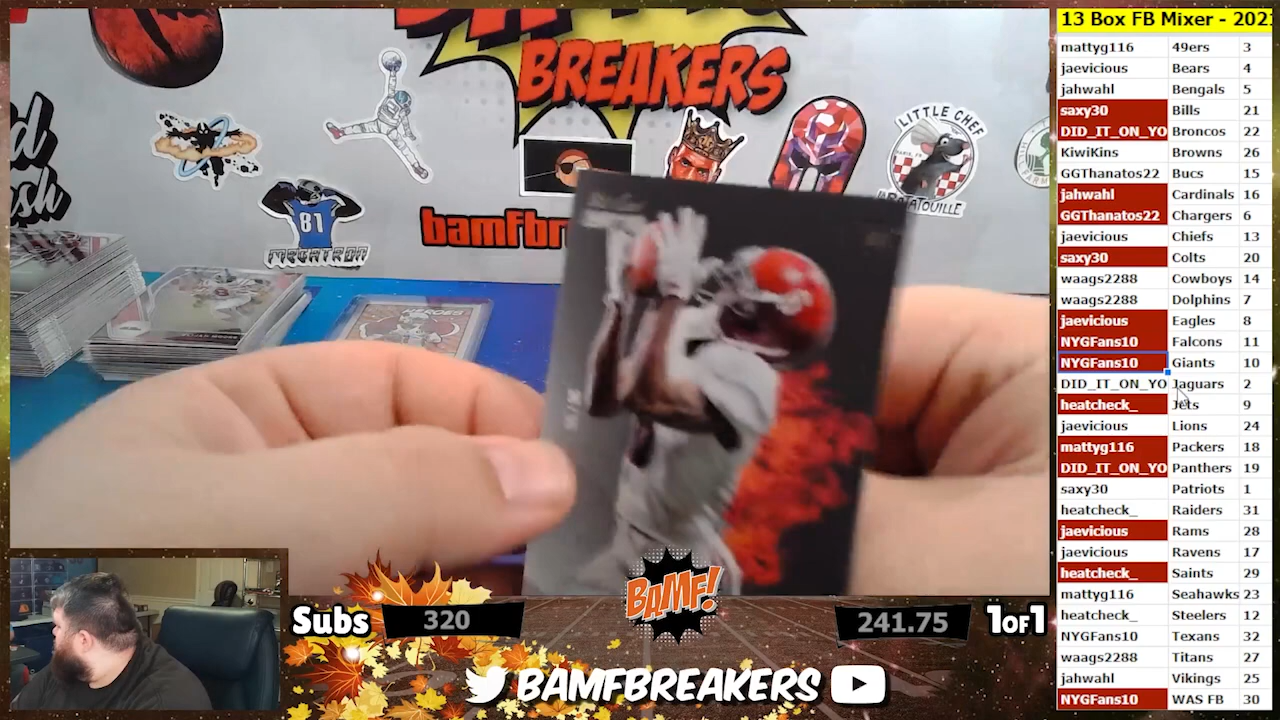 BREAKERS
LITTLE CHEF
RATATOUILLE
81
MEGATRON
bamfbr
13 Box FB Mixer - 2021
mattyg116 49ers 3
jaevicious Bears 4
jahwahl Bengals 5
saxy30 Bills 21
DID_IT_ON_YO Broncos 22
KiwiKins Browns 26
GGThanatos22 Bucs 15
jahwahl Cardinals 16
GGThanatos22 Chargers 6
jaevicious Chiefs 13
saxy30 Colts 20
waags2288 Cowboys 14
waags2288 Dolphins 7
jaevicious Eagles 8
NYGFans10 Falcons 11
NYGFans10 Giants 10
DID_IT_ON_YO Jaguars 2
heatcheck_ Jets 9
jaevicious Lions 24
mattyg116 Packers 18
DID_IT_ON_YO Panthers 19
saxy30 Patriots 1
heatcheck_ Raiders 31
jaevicious Rams 28
jaevicious Ravens 17
heatcheck_ Saints 29
mattyg116 Seahawks 23
heatcheck_ Steelers 12
NYGFans10 Texans 32
waags2288 Titans 27
jahwahl Vikings 25
NYGFans10 WAS FB 30
BAMF!
Subs 320
241.75 1OF1
BAMFBREAKERS